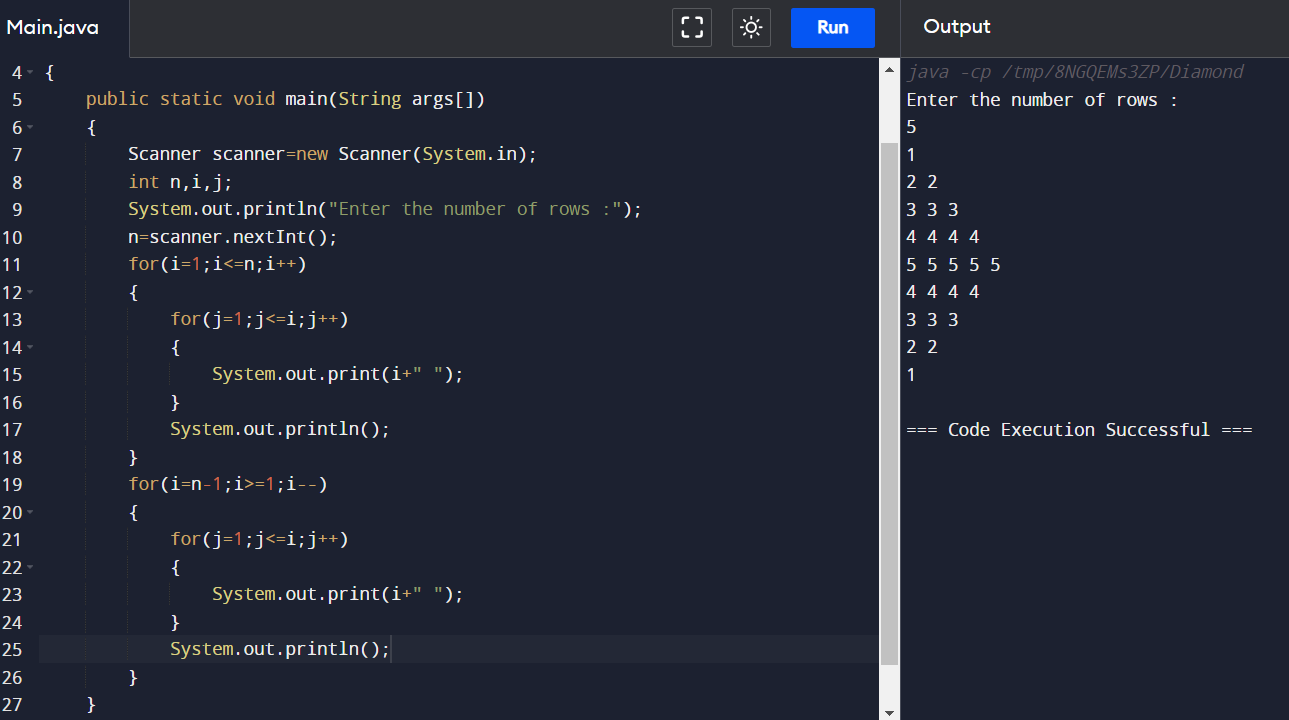 Main.java
Run
Output
4 {
5     public static void main(String args[])
6     {
7         Scanner scanner=new Scanner(System.in);
8         int n,i,j;
9         System.out.println("Enter the number of rows :");
10         n=scanner.nextInt();
11         for(i=1;i<=n;i++)
12         {
13             for(j=1;j<=i;j++)
14             {
15                 System.out.print(i+" ");
16             }
17             System.out.println();
18         }
19         for(i=n-1;i>=1;i--)
20         {
21             for(j=1;j<=i;j++)
22             {
23                 System.out.print(i+" ");
24             }
25             System.out.println();
26         }
27     }
java -cp /tmp/8NGQEMs3ZP/Diamond
Enter the number of rows :
5
1
2 2
3 3 3
4 4 4 4
5 5 5 5 5
4 4 4 4
3 3 3
2 2
1
=== Code Execution Successful ===